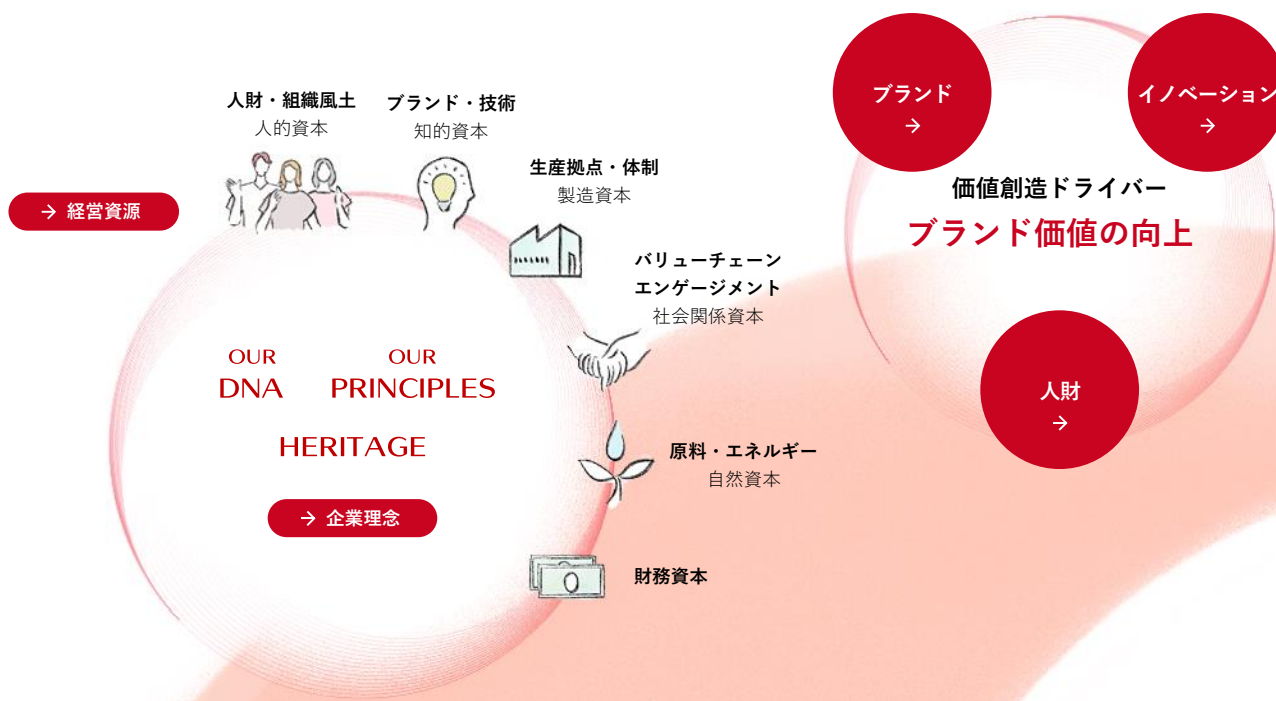 人財・組織風土
人的資本
ブランド・技術
知的資本
生産拠点・体制
製造資本
→ 経営資源
バリューチェーン
エンゲージメント
社会関係資本
OUR
DNA
OUR
PRINCIPLES
HERITAGE
→ 企業理念
原料・エネルギー
自然資本
財務資本
ブランド
→
イノベーション
→
価値創造ドライバー
ブランド価値の向上
人財
→